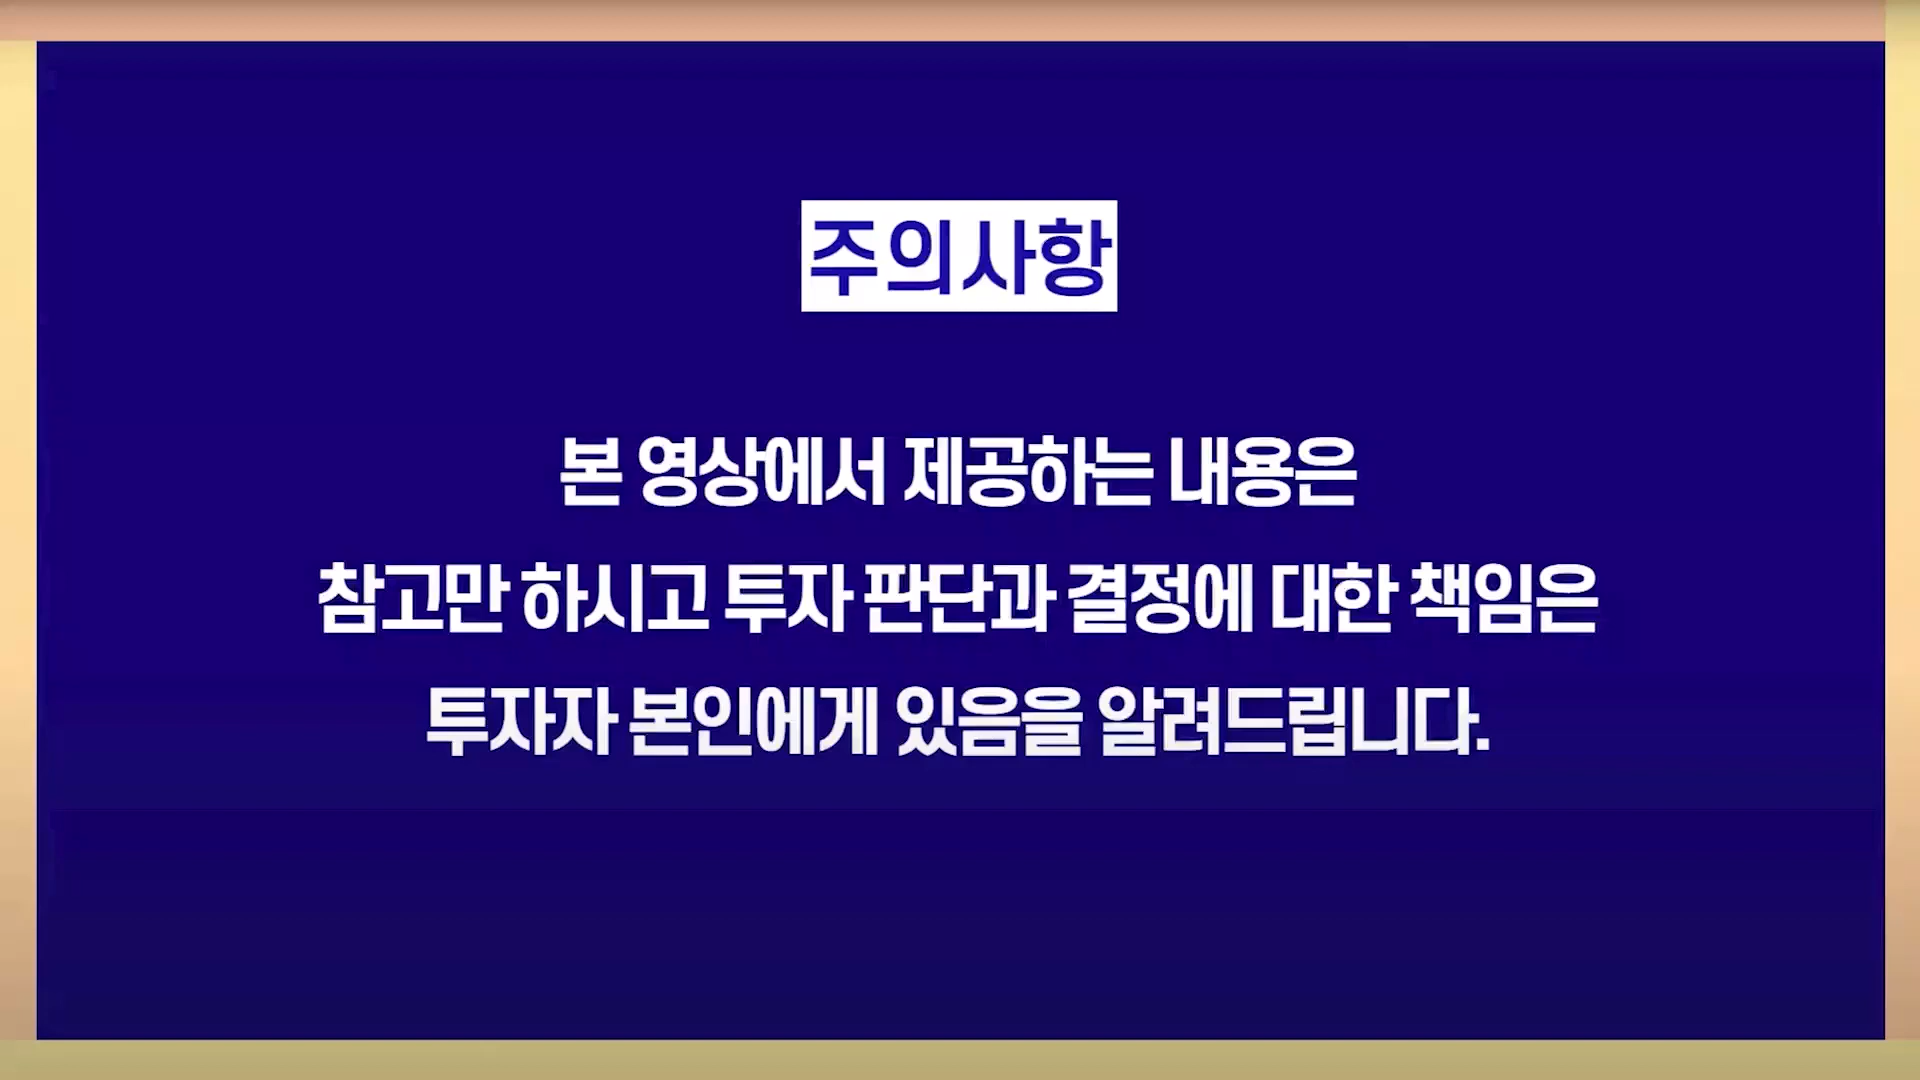 주의사항
본 영상에서 제공하는 내용은
참고만 하시고 투자 판단과 결정에 대한 책임은
투자자 본인에게 있음을 알려드립니다.